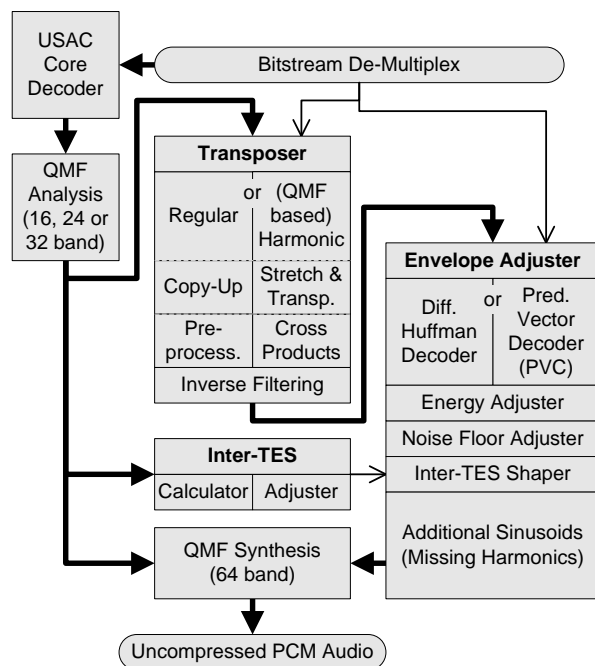 USAC
Core
Decoder
Bitstream De-Multiplex
QMF
Analysis
(16, 24 or
32 band)
Transposer
Regular
or
(QMF
based)
Harmonic
Copy-Up
Stretch &
Transp.
Pre-
process.
Cross
Products
Inverse Filtering
Envelope Adjuster
Diff.
Huffman
Decoder
or
Pred.
Vector
Decoder
(PVC)
Energy Adjuster
Noise Floor Adjuster
Inter-TES Shaper
Additional Sinusoids
(Missing Harmonics)
Inter-TES
Calculator
Adjuster
QMF Synthesis
(64 band)
Uncompressed PCM Audio